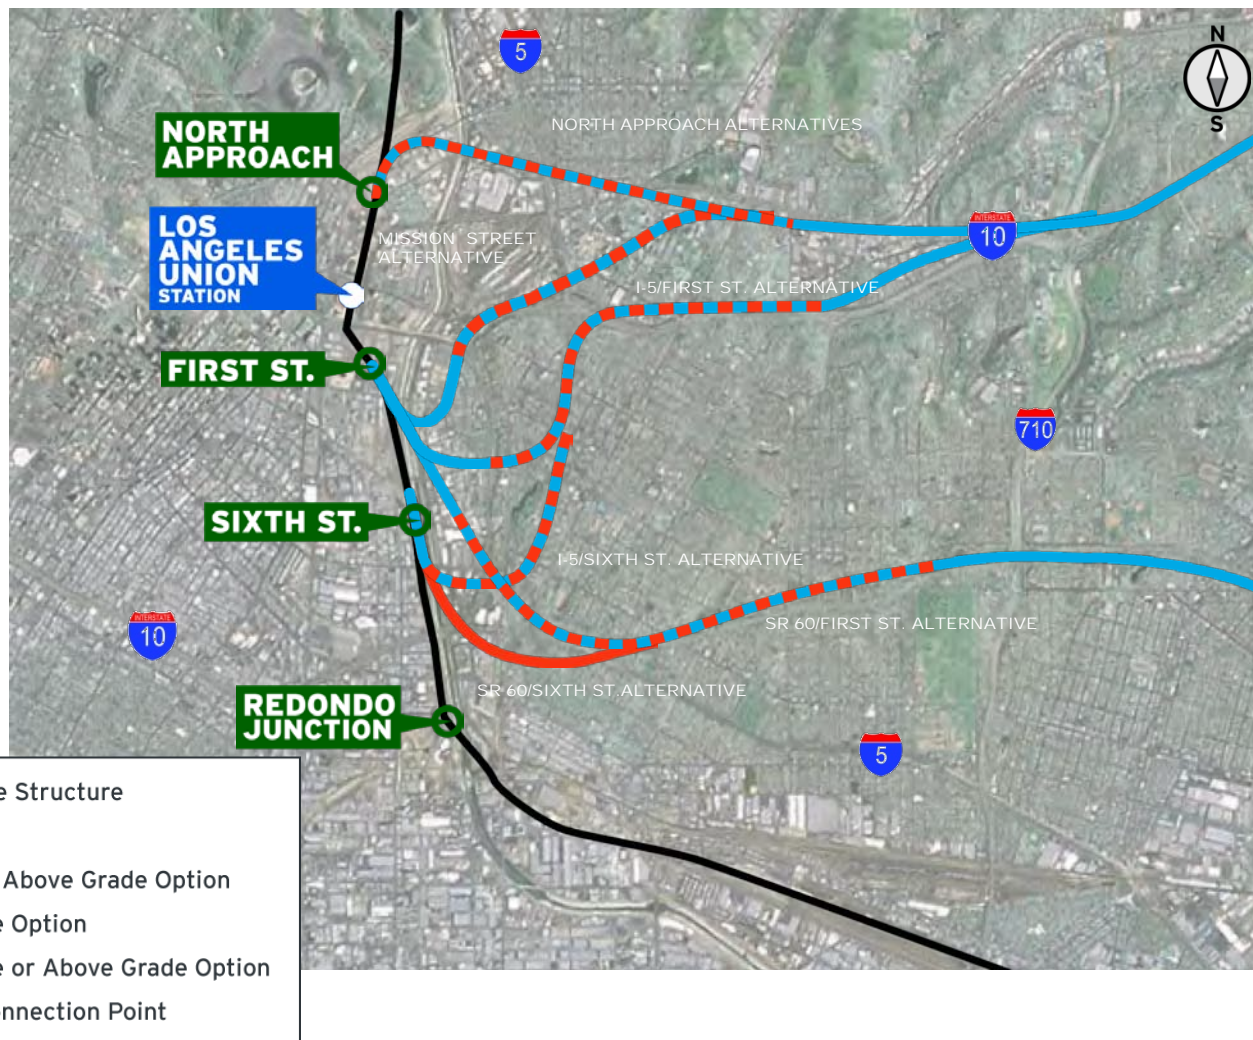 N
S
5
NORTH APPROACH ALTERNATIVES
NORTH
APPROACH
LOS
ANGELES
UNION
STATION
MISSION STREET
ALTERNATIVE
INTERSTATE
10
I-5/FIRST ST. ALTERNATIVE
FIRST ST.
710
SIXTH ST.
I-5/SIXTH ST. ALTERNATIVE
INTERSTATE
10
SR 60/FIRST ST. ALTERNATIVE
SR 60/SIXTH ST.ALTERNATIVE
REDONDO
JUNCTION
5
e Structure
Above Grade Option
e Option
e or Above Grade Option
nnection Point